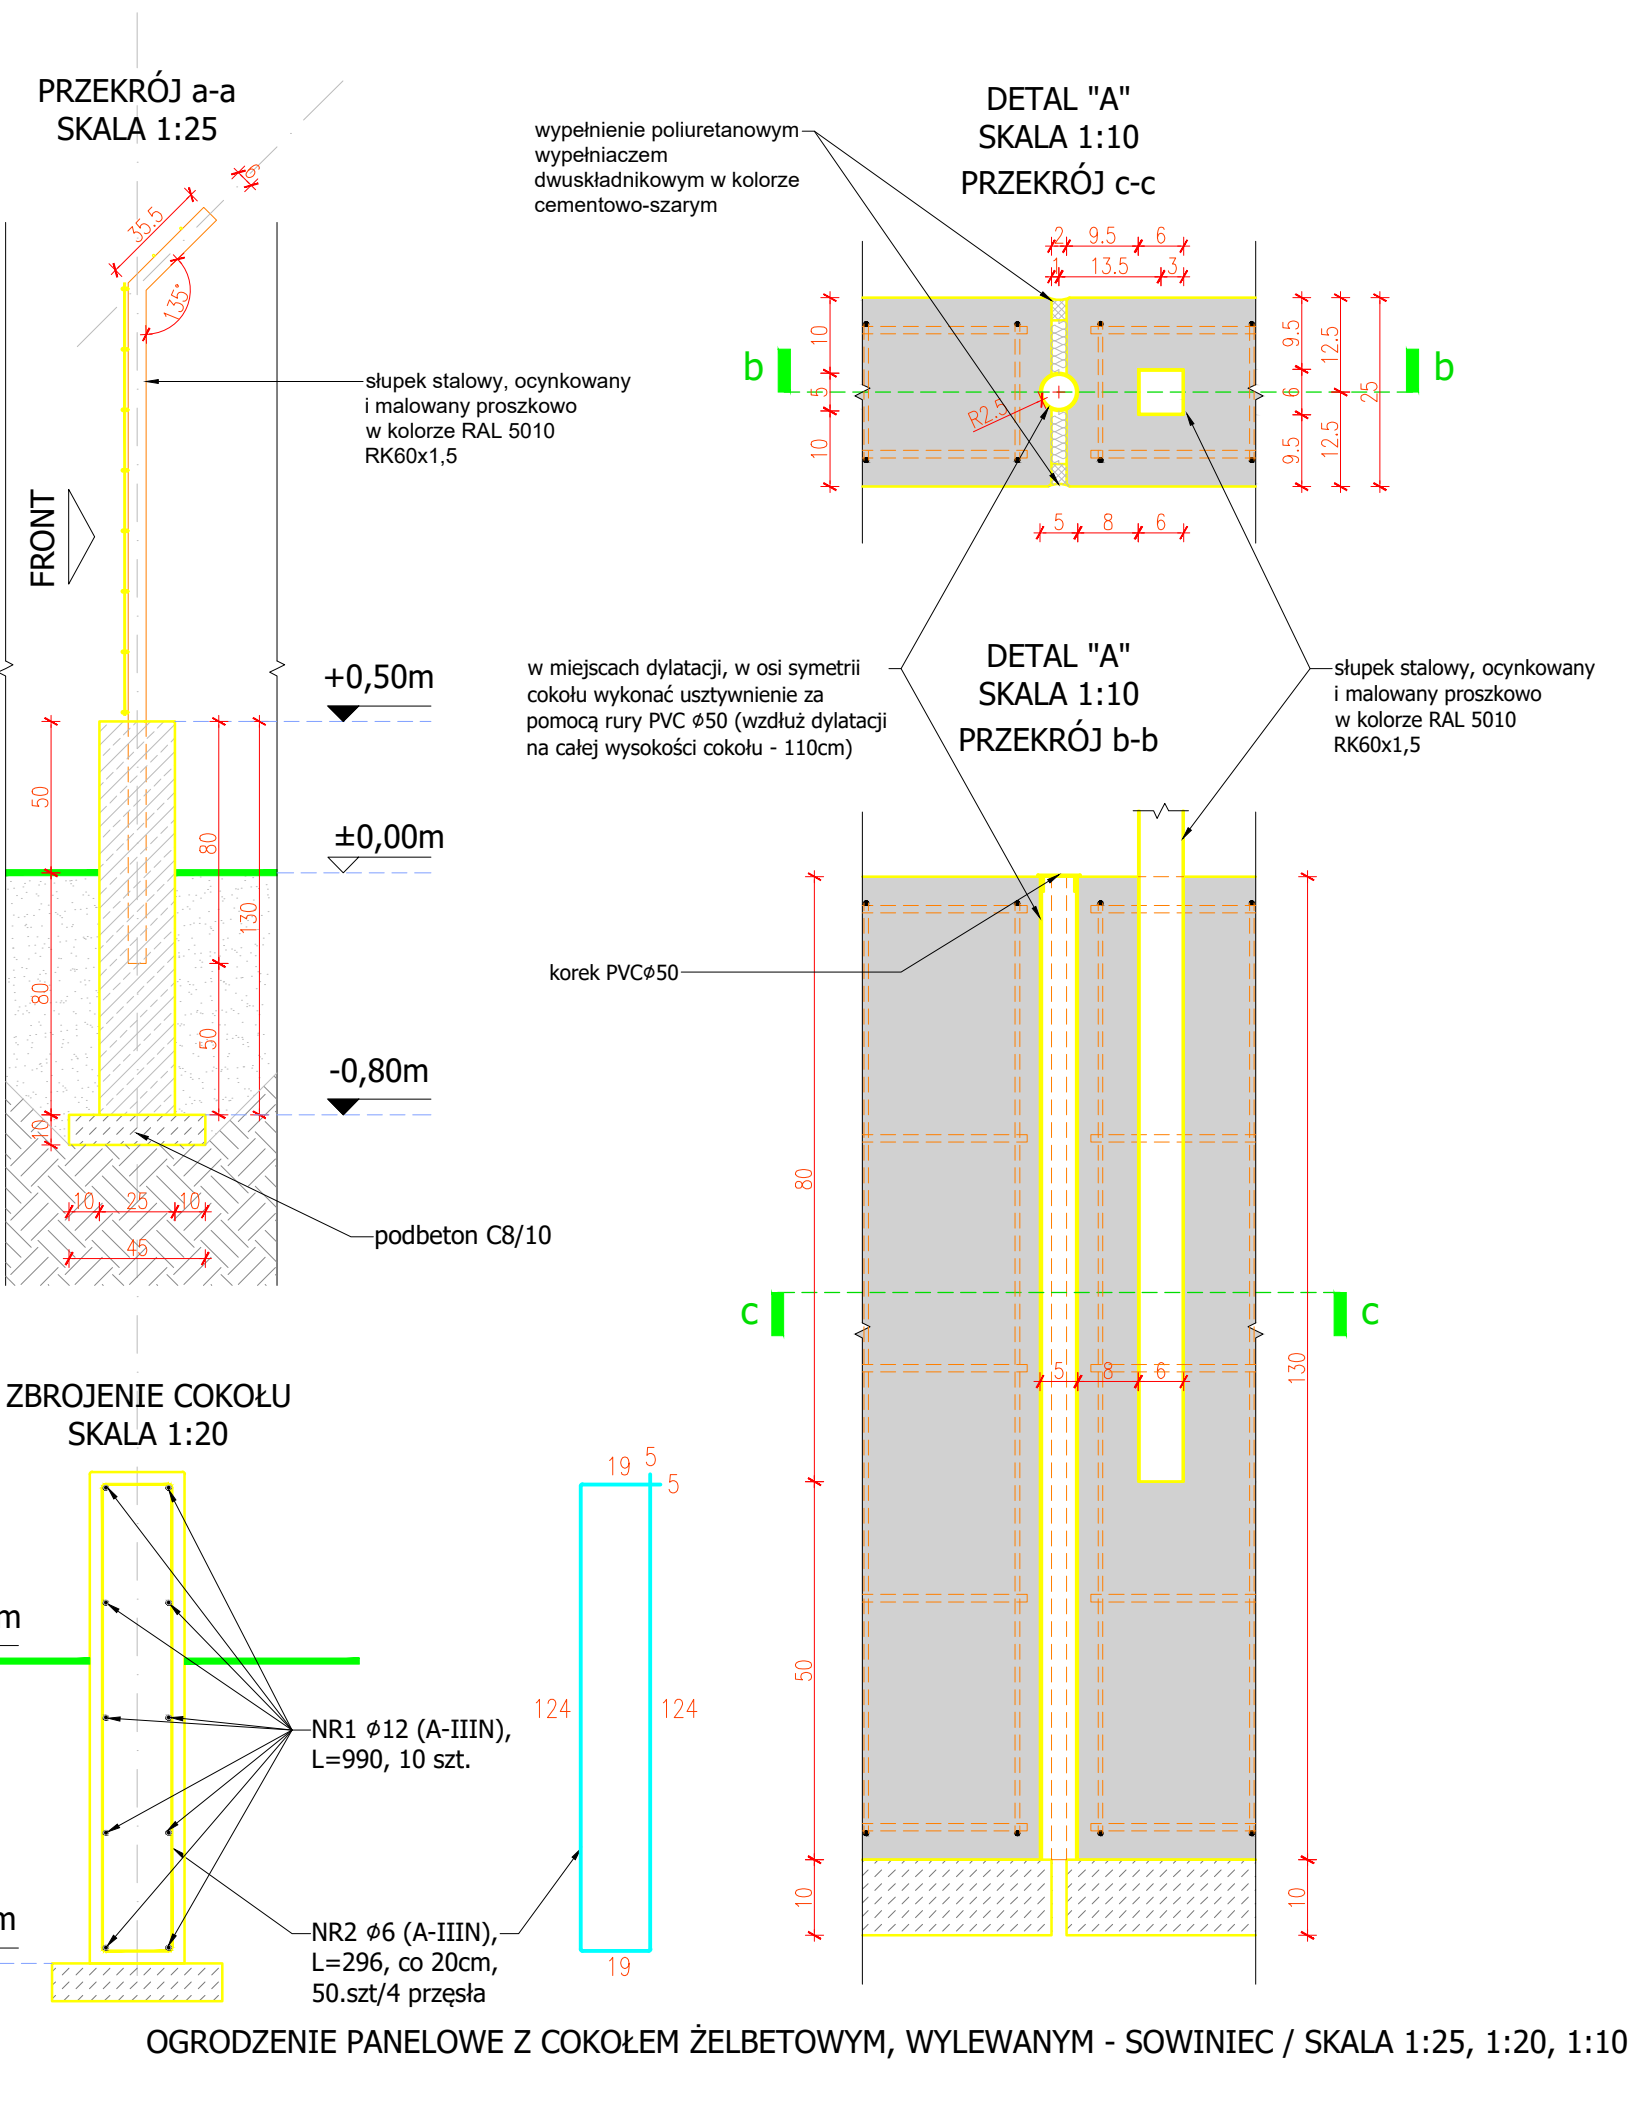 PRZEKRÓJ a-a
SKALA 1:25
35.5
6
135°
słupek stalowy, ocynkowany
i malowany proszkowo
w kolorze RAL 5010
RK60x1,5
FRONT
+0,50m
±0,00m
-0,80m
50
80
10
80
50
130
10 25 10
45
podbeton C8/10
wypełnienie poliuretanowym
wypełniaczem
dwuskładnikowym w kolorze
cementowo-szarym
DETAL "A"
SKALA 1:10
PRZEKRÓJ c-c
2 9.5 6
1 13.5 3
10
5
10
b
b
R2.5
9.5
6
9.5
12.5
12.5
25
5 8 6
w miejscach dylatacji, w osi symetrii
cokołu wykonać usztywnienie za
pomocą rury PVC ϕ50 (wzdłuż dylatacji
na całej wysokości cokołu - 110cm)
DETAL "A"
SKALA 1:10
PRZEKRÓJ b-b
słupek stalowy, ocynkowany
i malowany proszkowo
w kolorze RAL 5010
RK60x1,5
korek PVCϕ50
80
50
10
c
c
5 8 6
130
10
ZBROJENIE COKOŁU
SKALA 1:20
m
m
NR1 ϕ12 (A-IIIN),
L=990, 10 szt.
NR2 ϕ6 (A-IIIN),
L=296, co 20cm,
50.szt/4 przęsła
19 5
5
124
124
19
OGRODZENIE PANELOWE Z COKOŁEM ŻELBETOWYM, WYLEWANYM - SOWINIEC / SKALA 1:25, 1:20, 1:10